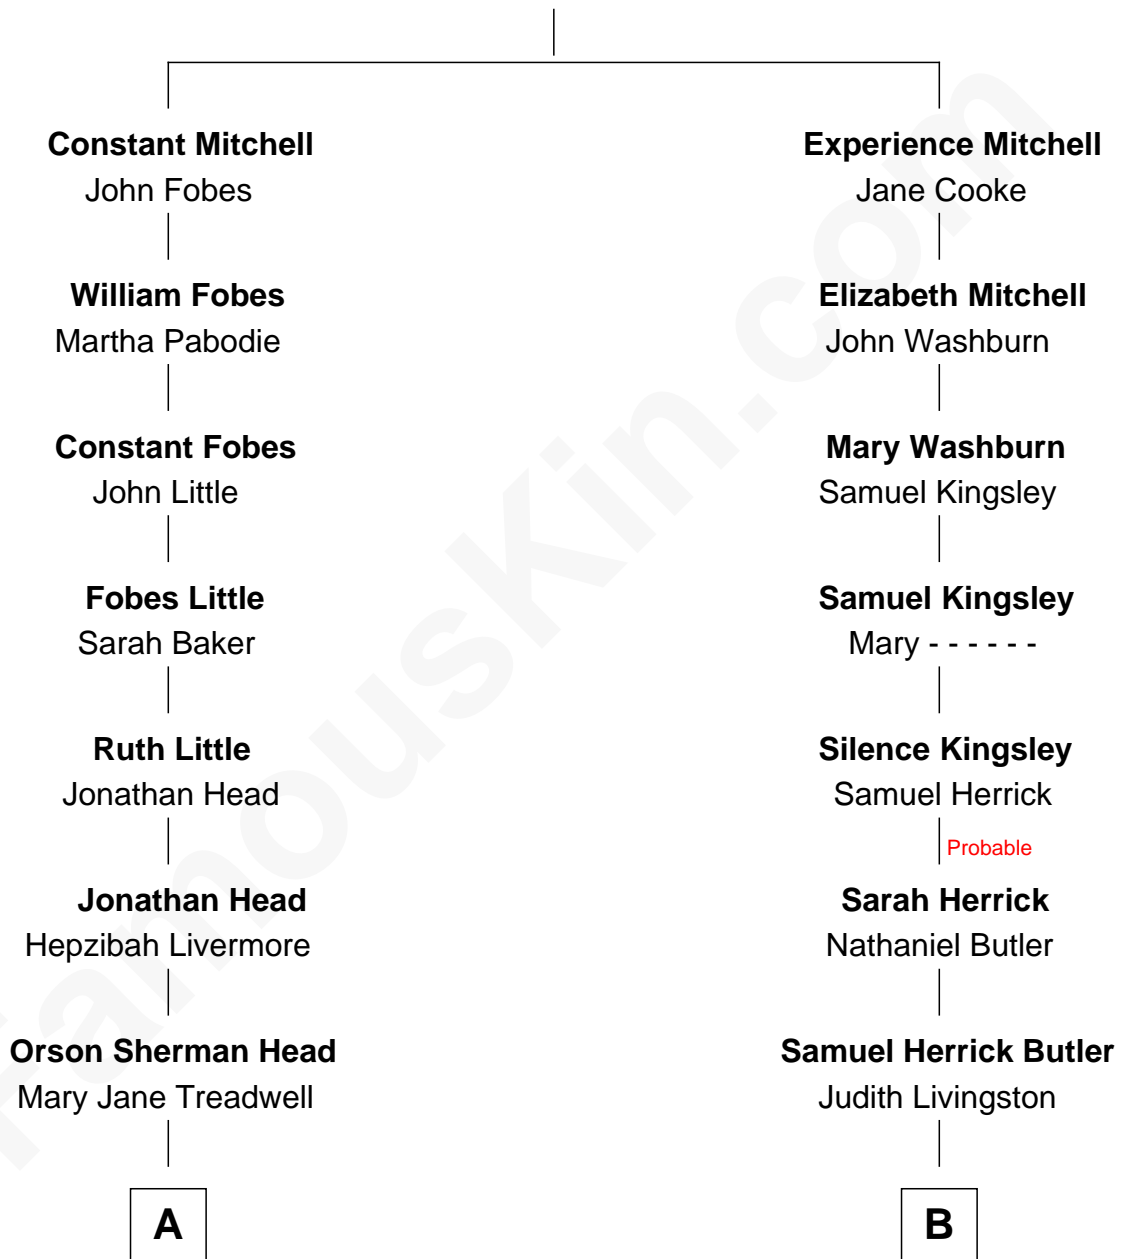 Constant Mitchell
John Fobes
Experience Mitchell
Jane Cooke
William Fobes
Martha Pabodie
Elizabeth Mitchell
John Washburn
Constant Fobes
John Little
Mary Washburn
Samuel Kingsley
Fobes Little
Sarah Baker
Samuel Kingsley
Mary - - - - - -
Ruth Little
Jonathan Head
Silence Kingsley
Samuel Herrick
Probable
Jonathan Head
Hepzibah Livermore
Sarah Herrick
Nathaniel Butler
Orson Sherman Head
Mary Jane Treadwell
Samuel Herrick Butler
Judith Livingston
A
B
FamousKin.com